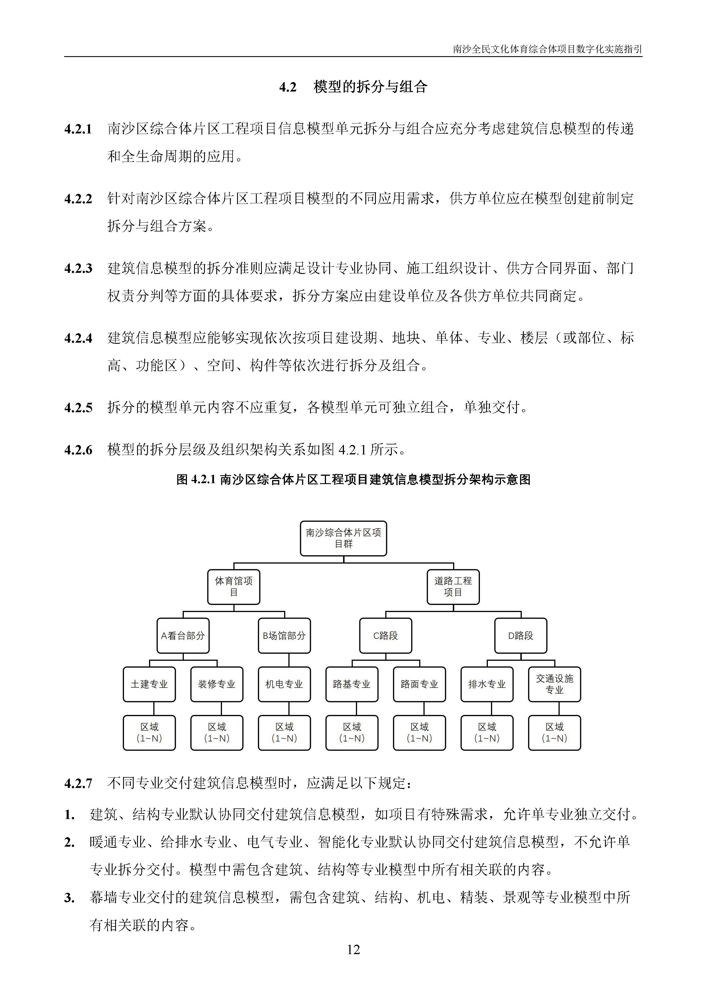 南沙全民文化体育综合体项目数字化实施指引
4.2 模型的拆分与组合
4.2.1 南沙区综合体片区工程项目信息模型单元拆分与组合应充分考虑建筑信息模型的传递
和全生命周期的应用。
4.2.2 针对南沙区综合体片区工程项目模型的不同应用需求，供方单位应在模型创建前制定
拆分与组合方案。
4.2.3 建筑信息模型的拆分准则应满足设计专业协同、施工组织设计、供方合同界面、部门
权责分判等方面的具体要求，拆分方案应由建设单位及各供方单位共同商定。
4.2.4 建筑信息模型应能够实现依次按项目建设期、地块、单体、专业、楼层（或部位、标
高、功能区）、空间、构件等依次进行拆分及组合。
4.2.5 拆分的模型单元内容不应重复，各模型单元可独立组合，单独交付。
4.2.6 模型的拆分层级及组织架构关系如图 4.2.1 所示。
图 4.2.1 南沙区综合体片区工程项目建筑信息模型拆分架构示意图
南沙综合体片区项
目群
体育馆项
目
道路工程
项目
A看台部分
B场馆部分
C路段
D路段
土建专业
装修专业
机电专业
路基专业
路面专业
排水专业
交通设施
专业
区域
(1~N)
区域
(1~N)
区域
(1~N)
区域
(1~N)
区域
(1~N)
区域
(1~N)
区域
(1~N)
4.2.7 不同专业交付建筑信息模型时，应满足以下规定：
1. 建筑、结构专业默认协同交付建筑信息模型，如项目有特殊需求，允许单专业独立交付。
2. 暖通专业、给排水专业、电气专业、智能化专业默认协同交付建筑信息模型，不允许单
专业拆分交付。模型中需包含建筑、结构等专业模型中所有相关联的内容。
3. 幕墙专业交付的建筑信息模型，需包含建筑、结构、机电、精装、景观等专业模型中所
有相关联的内容。
12